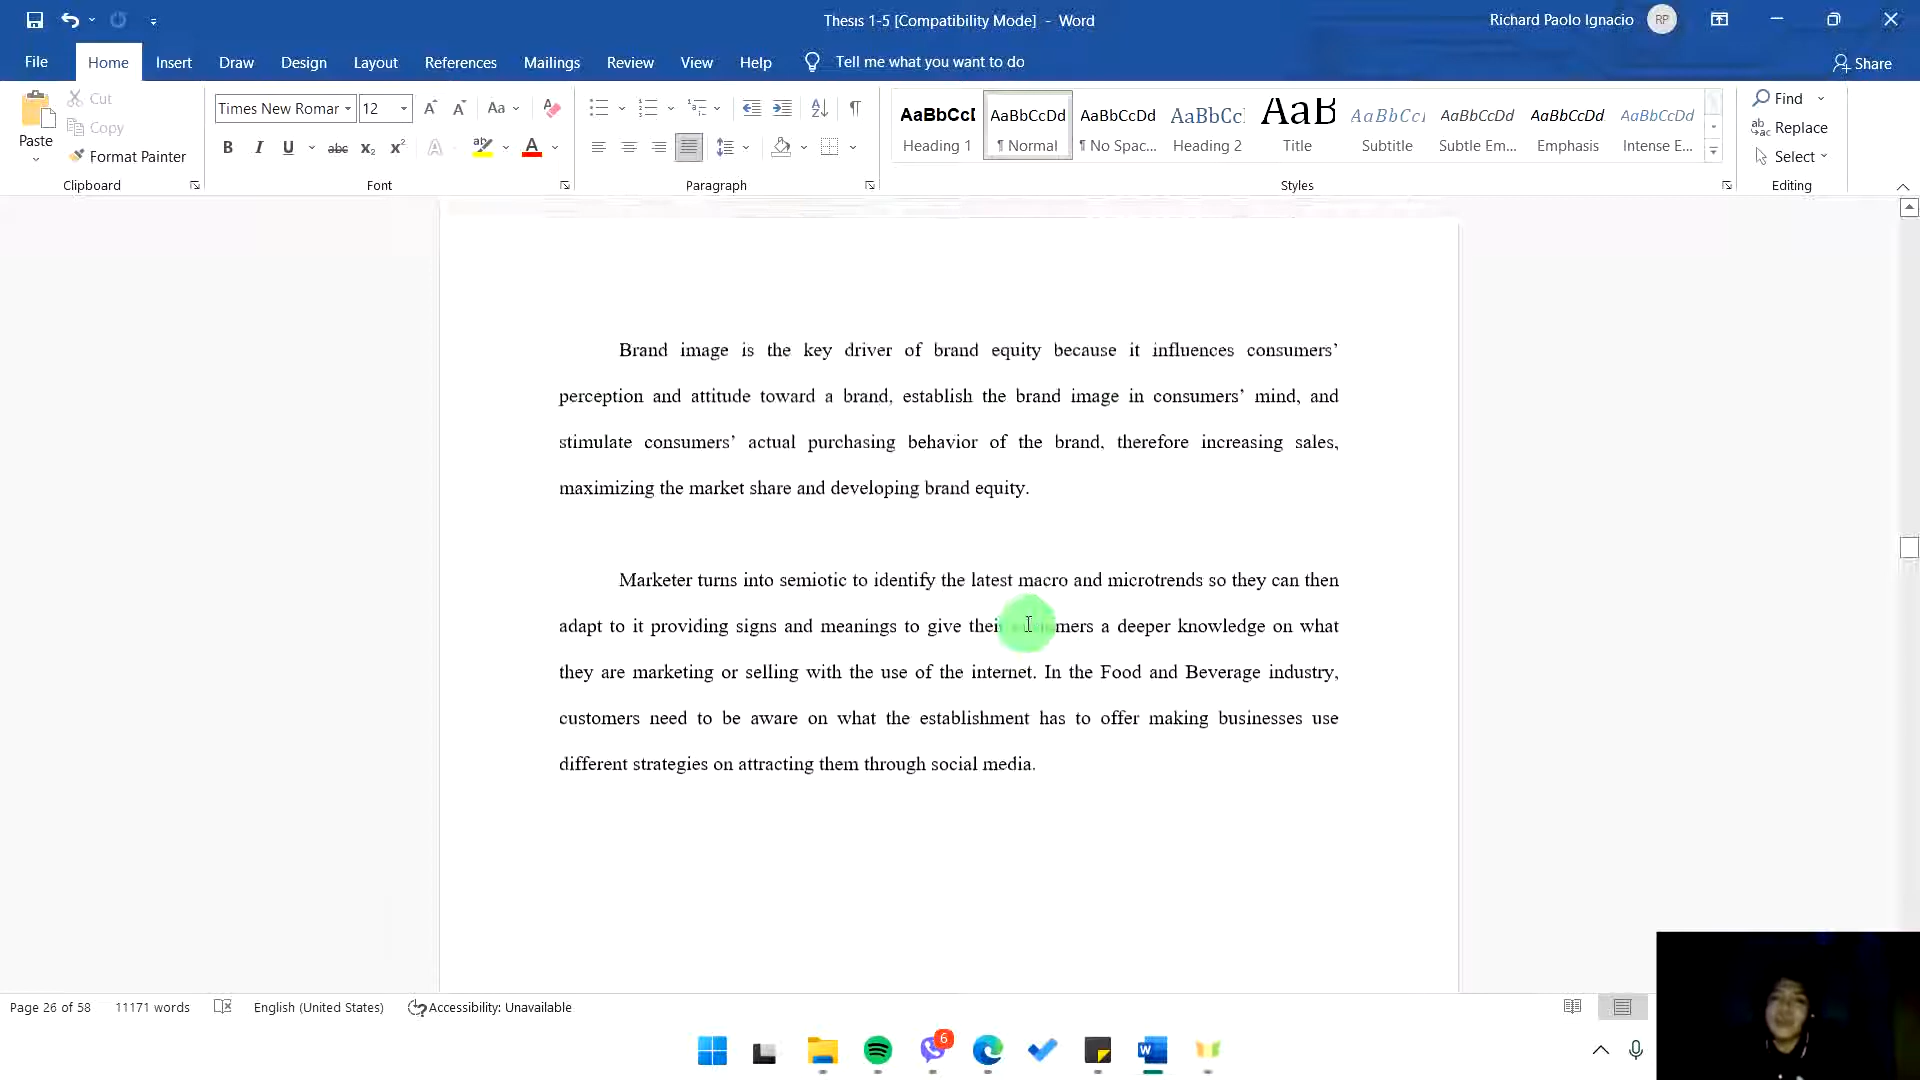 Thesis 1-5 [Compatibility Mode] - Word
Richard Paolo Ignacio RP
File Home Insert Draw Design Layout References Mailings Review View Help Tell me what you want to do Share
Paste Cut Copy Format Painter
Times New Romar 12 Aa
B I U abc x₂ x² A ab A
AaBbCcI AaBbCcDd AaBbCcDd AaBbCc AaB AaBbCcI AaBbCcDd AaBbCcDd AaBbCcDd
Heading 1 ¶ Normal ¶ No Spac... Heading 2 Title Subtitle Subtle Em... Emphasis Intense E...
Find
Replace
Select
Clipboard Font Paragraph Styles Editing
Brand image is the key driver of brand equity because it influences consumers’
perception and attitude toward a brand, establish the brand image in consumers’ mind, and
stimulate consumers’ actual purchasing behavior of the brand, therefore increasing sales,
maximizing the market share and developing brand equity.
Marketer turns into semiotic to identify the latest macro and microtrends so they can then
adapt to it providing signs and meanings to give their a deeper knowledge on what
they are marketing or selling with the use of the internet. In the Food and Beverage industry,
customers need to be aware on what the establishment has to offer making businesses use
different strategies on attracting them through social media.
Page 26 of 58 11171 words English (United States) Accessibility: Unavailable
6